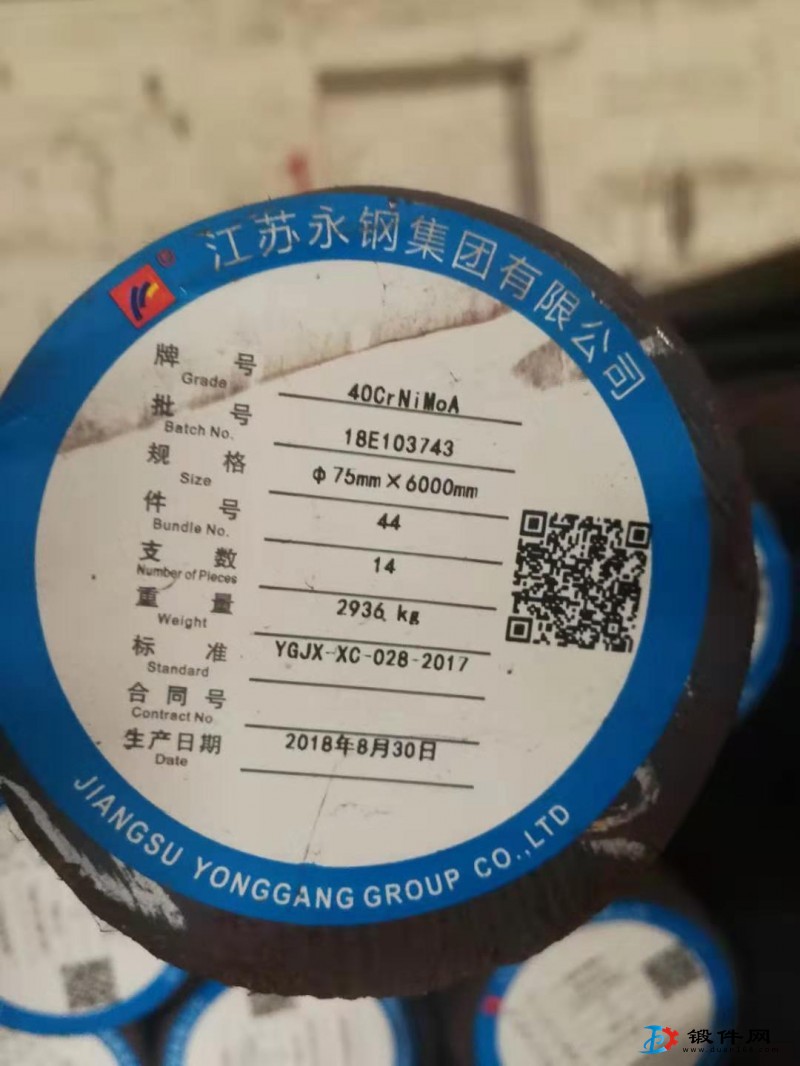 江苏永钢集团有限公司
牌号 40CrNiMoA
Grade
批号 18E103743
Batch No.
规格 φ75mm×6000mm
Size
件号 44
Bundle No.
支数 14
Number of Pieces
重量 2936 kg
Weight
标准 YGJX-XC-028-2017
Standard
合同号
Contract No
生产日期 2018年8月30日
Date
JIANGSU YONGGANG GROUP CO.,LTD
锻件网